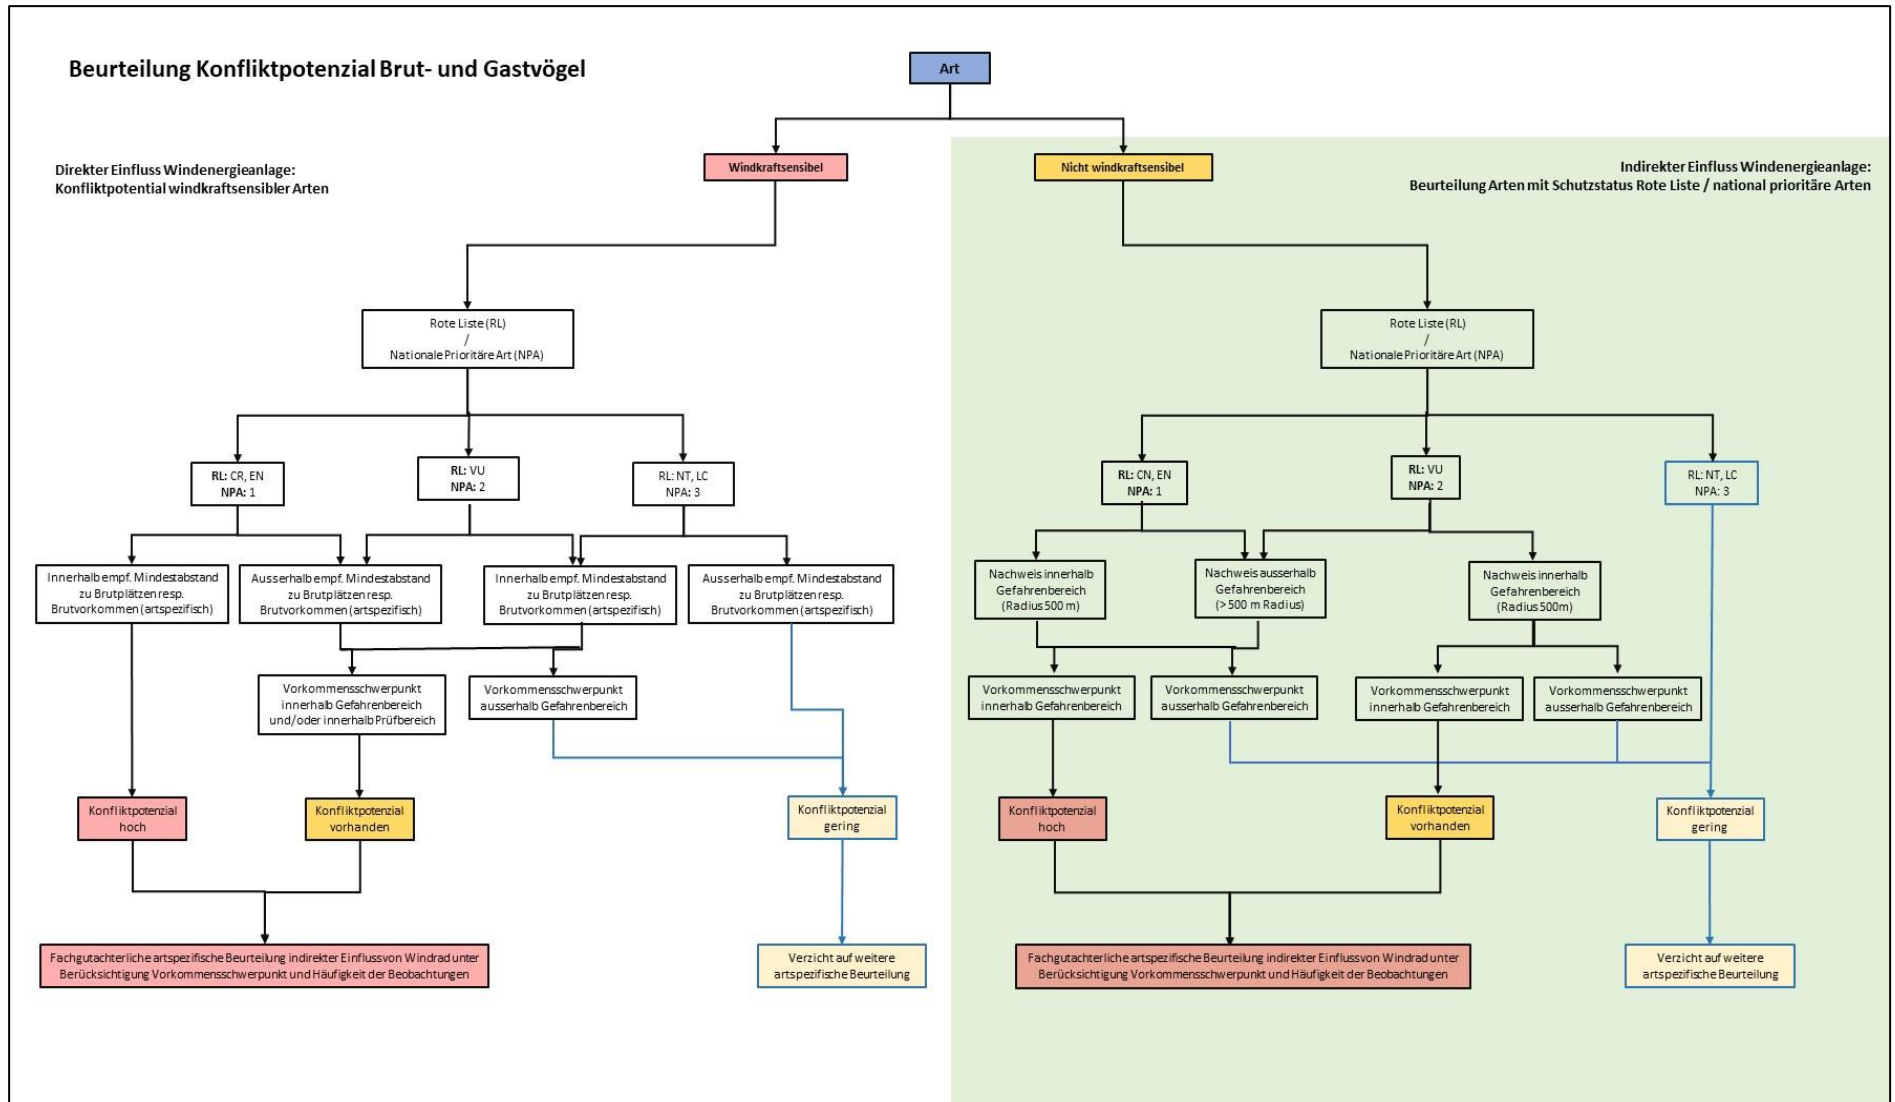 Beurteilung Konfliktpotenzial Brut- und Gastvögel
Art
Direkter Einfluss Windenergieanlage:
Konfliktpotential windkraftsensibler Arten
Windkraftsensibel
Nicht windkraftsensibel
Indirekter Einfluss Windenergieanlage:
Beurteilung Arten mit Schutzstatus Rote Liste / national prioritäre Arten
Rote Liste (RL)
/
Nationale Prioritäre Art (NPA)
RL: CR, EN
NPA: 1
RL: VU
NPA: 2
RL: NT, LC
NPA: 3
Innerhalb empf. Mindestabstand
zu Brutplätzen resp.
Brutvorkommen (artspezifisch)
Ausserhalb empf. Mindestabstand
zu Brutplätzen resp.
Brutvorkommen (artspezifisch)
Innerhalb empf. Mindestabstand
zu Brutplätzen resp.
Brutvorkommen (artspezifisch)
Ausserhalb empf. Mindestabstand
zu Brutplätzen resp.
Brutvorkommen (artspezifisch)
Vorkommensschwerpunkt
innerhalb Gefahrenbereich
und/oder innerhalb Prüfbereich
Vorkommensschwerpunkt
ausserhalb Gefahrenbereich
Konfliktpotenzial
hoch
Konfliktpotenzial
vorhanden
Konfliktpotenzial
gering
Fachgutachterliche artspezifische Beurteilung indirekter Einfluss von Windrad unter
Berücksichtigung Vorkommensschwerpunkt und Häufigkeit der Beobachtungen
Verzicht auf weitere
artspezifische Beurteilung
Rote Liste (RL)
/
Nationale Prioritäre Art (NPA)
RL: CN, EN
NPA: 1
RL: VU
NPA: 2
RL: NT, LC
NPA: 3
Nachweis innerhalb
Gefahrenbereich
(Radius 500 m)
Nachweis ausserhalb
Gefahrenbereich
(> 500 m Radius)
Nachweis innerhalb
Gefahrenbereich
(Radius 500m)
Vorkommensschwerpunkt
innerhalb Gefahrenbereich
Vorkommensschwerpunkt
ausserhalb Gefahrenbereich
Vorkommensschwerpunkt
innerhalb Gefahrenbereich
Vorkommensschwerpunkt
ausserhalb Gefahrenbereich
Konfliktpotenzial
hoch
Konfliktpotenzial
vorhanden
Konfliktpotenzial
gering
Fachgutachterliche artspezifische Beurteilung indirekter Einfluss von Windrad unter
Berücksichtigung Vorkommensschwerpunkt und Häufigkeit der Beobachtungen
Verzicht auf weitere
artspezifische Beurteilung